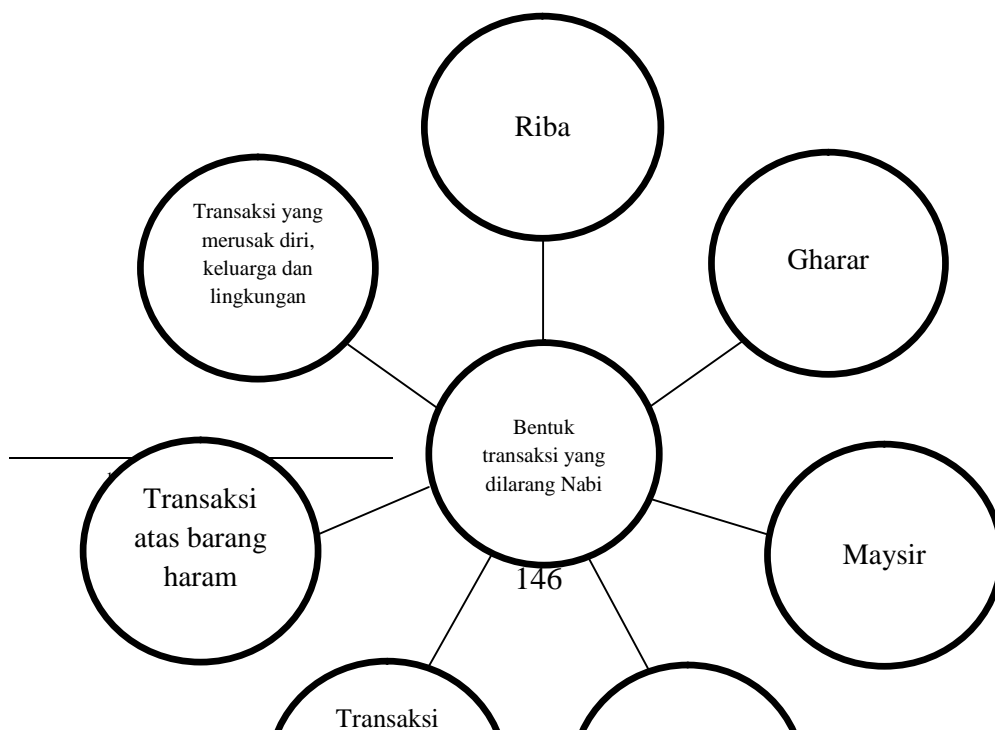 Riba
Transaksi yang
merusak diri,
keluarga dan
lingkungan
Gharar
Bentuk
transaksi yang
dilarang Nabi
Transaksi
atas barang
haram
Maysir
146
Transaksi